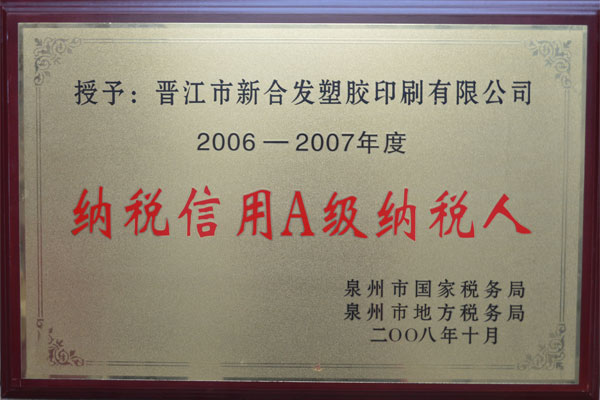 授予：晋江市新合发塑胶印刷有限公司
2006—2007年度
纳税信用A级纳税人
泉州市国家税务局
泉州市地方税务局
二〇〇八年十月